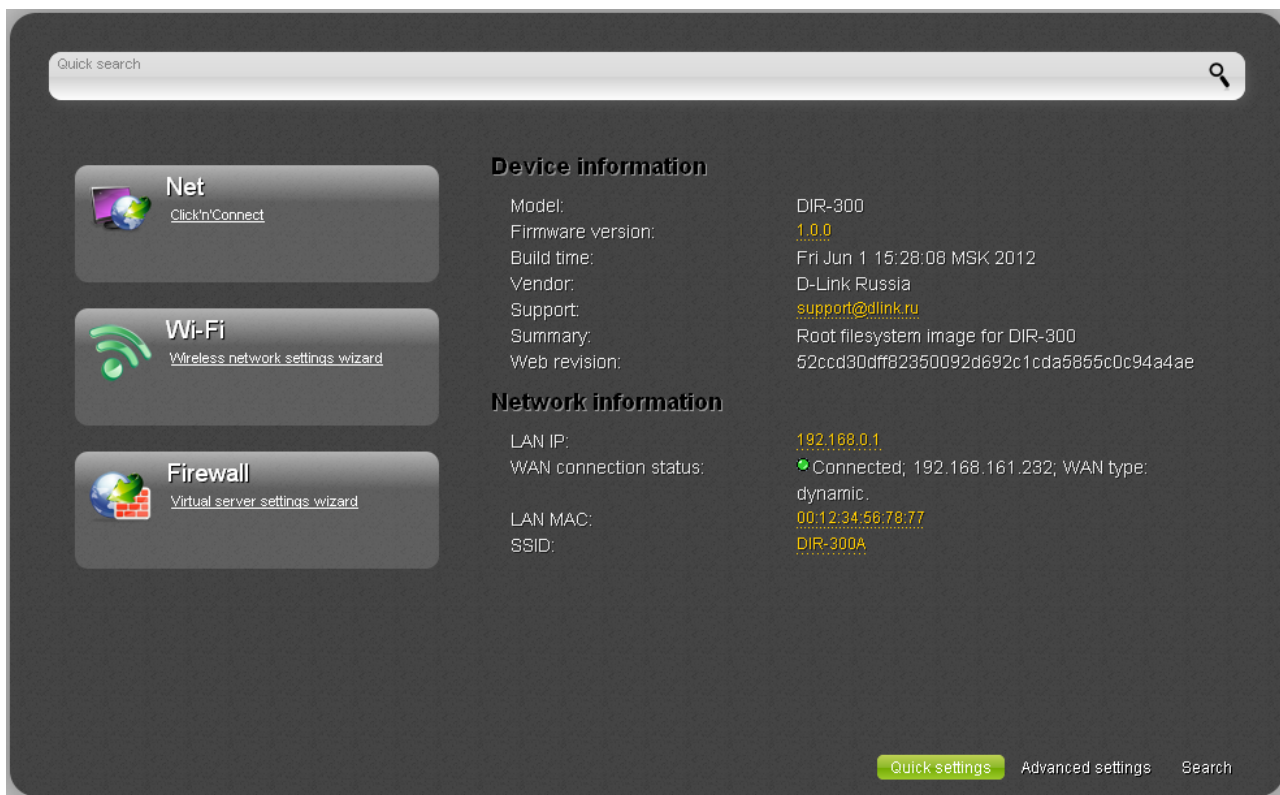 Quick search
Net
Click'n'Connect
Wi-Fi
Wireless network settings wizard
Firewall
Virtual server settings wizard
Device information
Model: DIR-300
Firmware version: 1.0.0
Build time: Fri Jun 1 15:28:08 MSK 2012
Vendor: D-Link Russia
Support: support@dlink.ru
Summary: Root filesystem image for DIR-300
Web revision: 52ccd30dff82350092d692c1cda5855c0c94a4ae
Network information
LAN IP: 192.168.0.1
WAN connection status: Connected; 192.168.161.232; WAN type:
dynamic.
LAN MAC: 00:12:34:56:78:77
SSID: DIR-300A
Quick settings Advanced settings Search